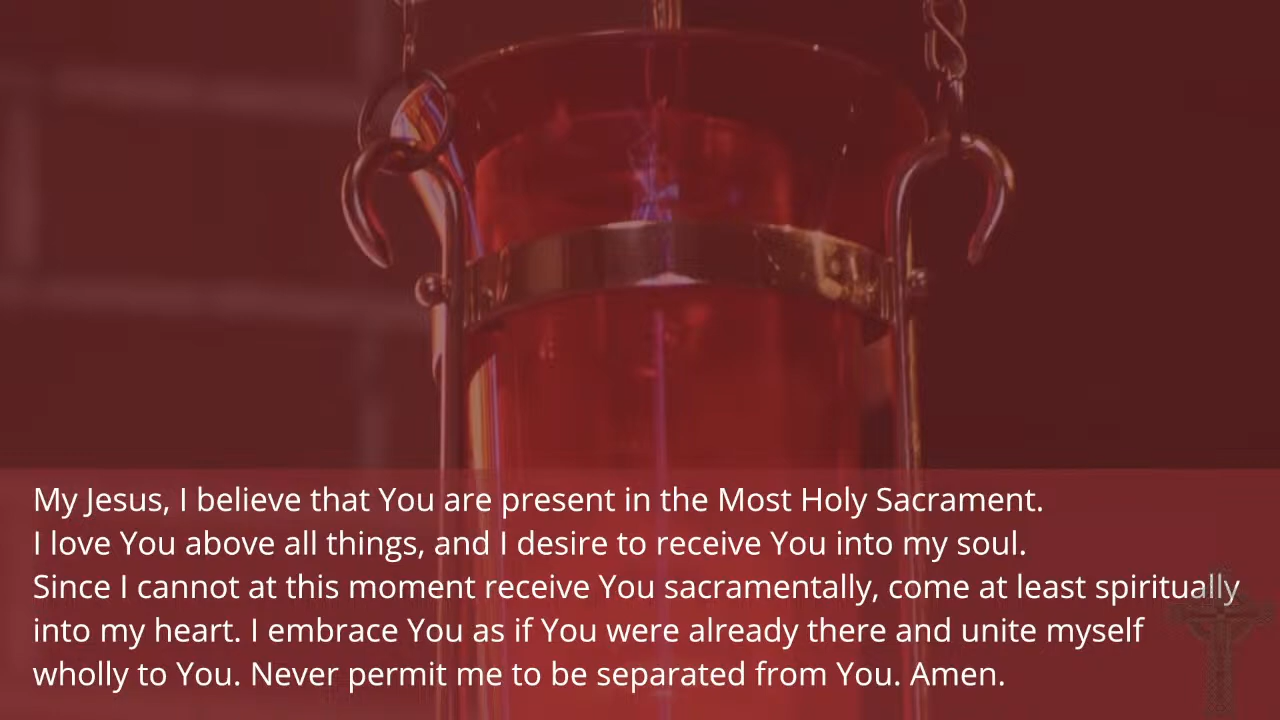 My Jesus, I believe that You are present in the Most Holy Sacrament.
I love You above all things, and I desire to receive You into my soul.
Since I cannot at this moment receive You sacramentally, come at least spiritually
into my heart. I embrace You as if You were already there and unite myself
wholly to You. Never permit me to be separated from You. Amen.